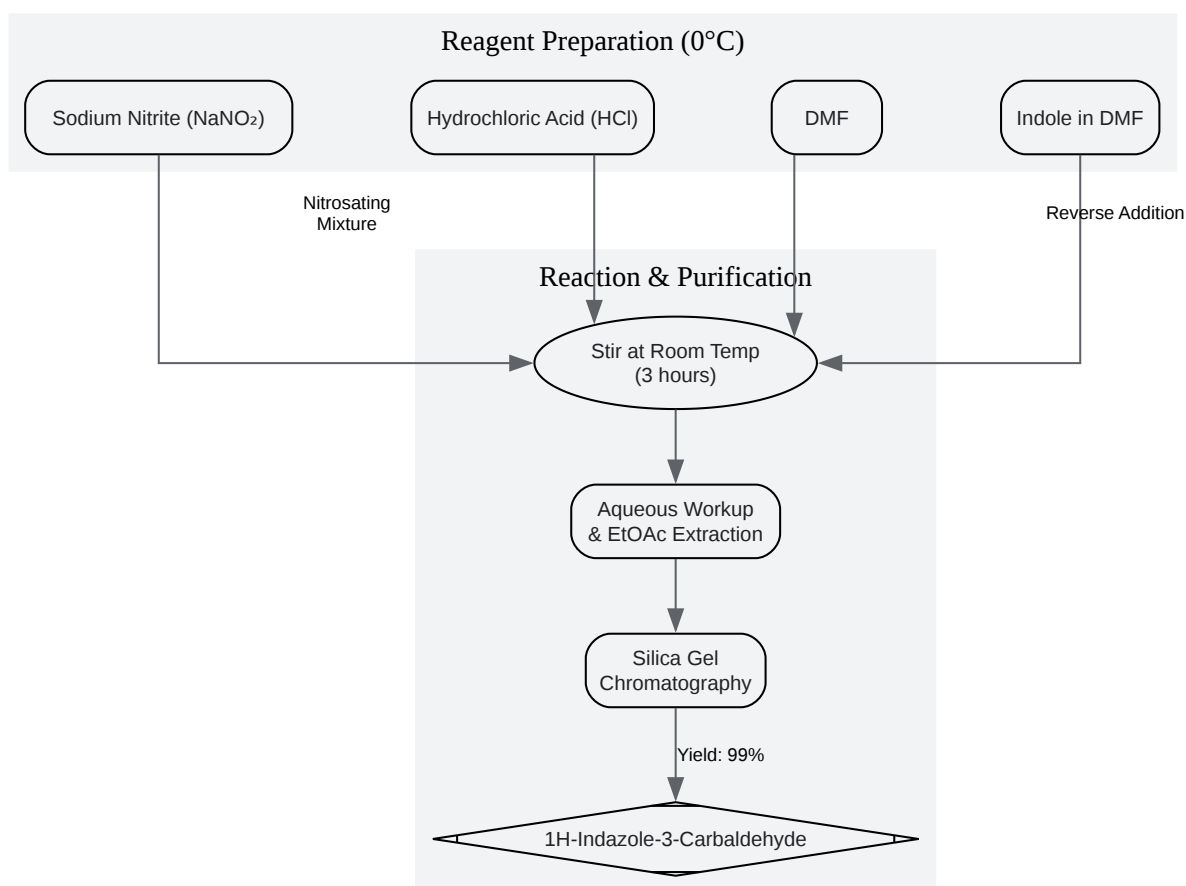 Reagent Preparation (0°C)
Sodium Nitrite (NaNO₂)
Hydrochloric Acid (HCl)
DMF
Indole in DMF
Nitrosating
Mixture
Reverse Addition
Reaction & Purification
Stir at Room Temp
(3 hours)
Aqueous Workup
& EtOAc Extraction
Silica Gel
Chromatography
Yield: 99%
1H-Indazole-3-Carbaldehyde